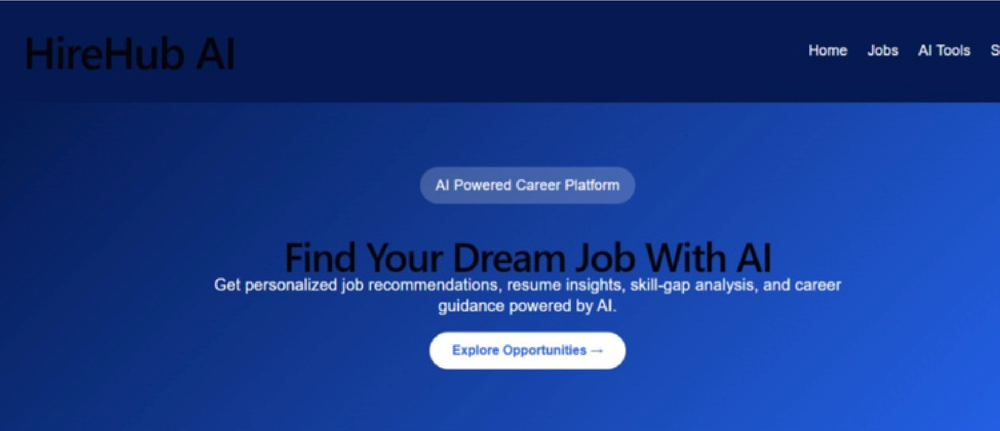 HireHub AI
Home Jobs AI Tools S
AI Powered Career Platform
Find Your Dream Job With AI
Get personalized job recommendations, resume insights, skill-gap analysis, and career
guidance powered by AI.
Explore Opportunities →